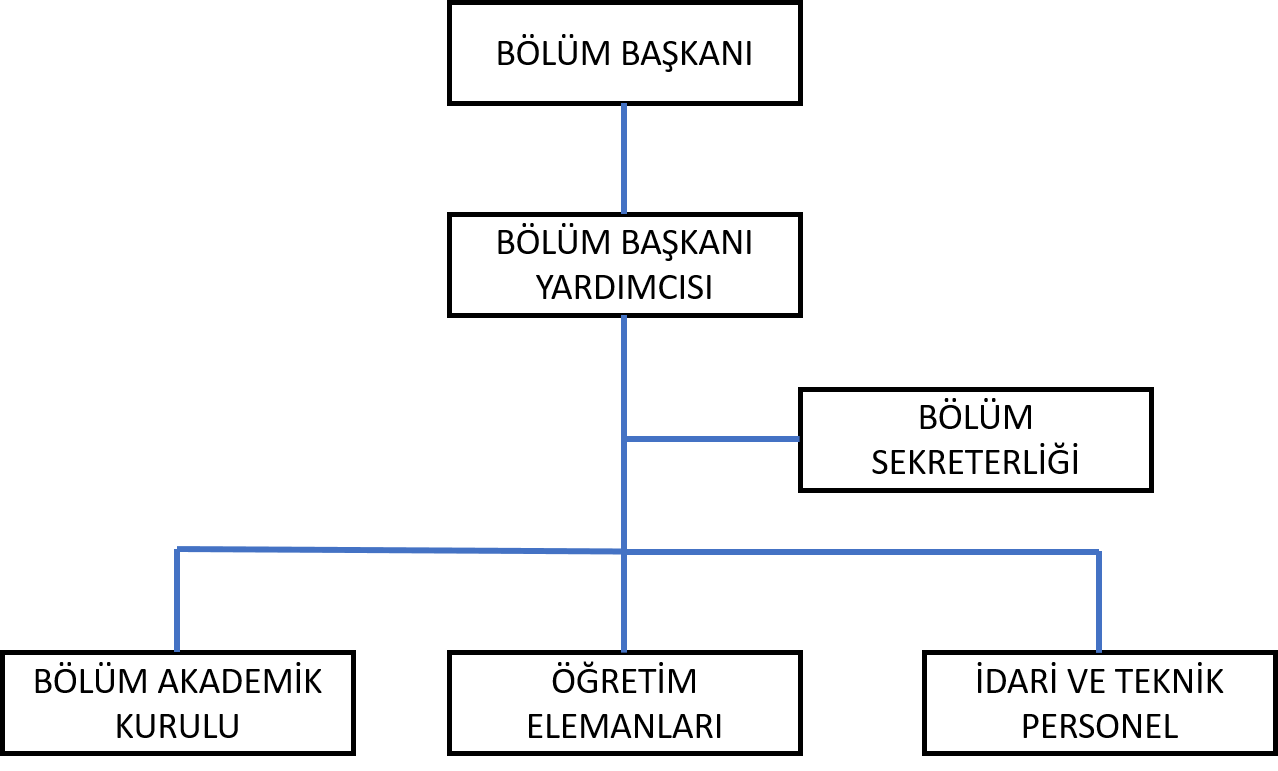 BÖLÜM BAŞKANI
BÖLÜM BAŞKANI
YARDIMCISI
BÖLÜM
SEKRETERLİĞİ
BÖLÜM AKADEMİK
KURULU
ÖĞRETİM
ELEMANLARI
İDARİ VE TEKNİK
PERSONEL